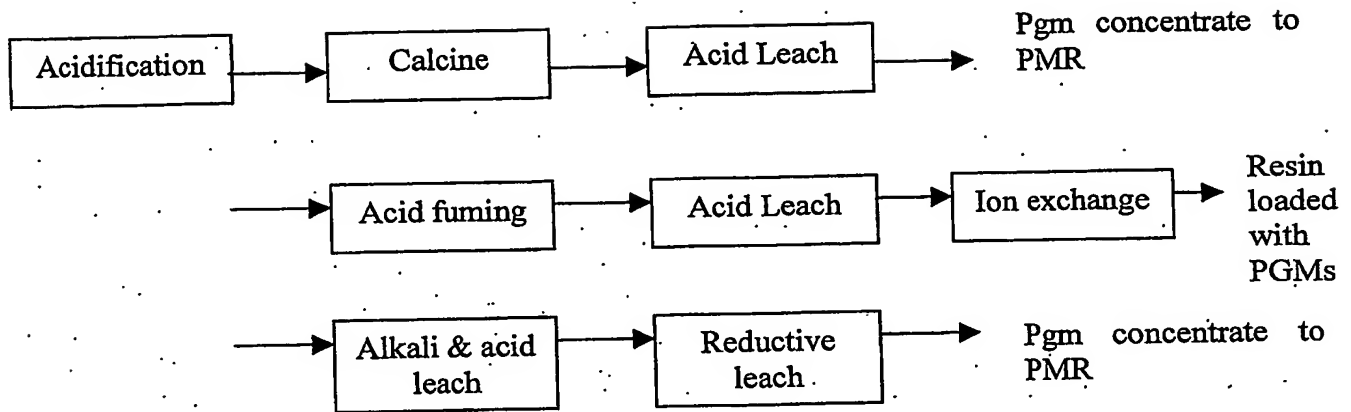 Acidification
Calcine
Acid Leach
Pgm concentrate to
PMR
Acid fuming
Acid Leach
Ion exchange
Resin
loaded
with
PGMs
Alkali & acid
leach
Reductive
leach
Pgm concentrate to
PMR